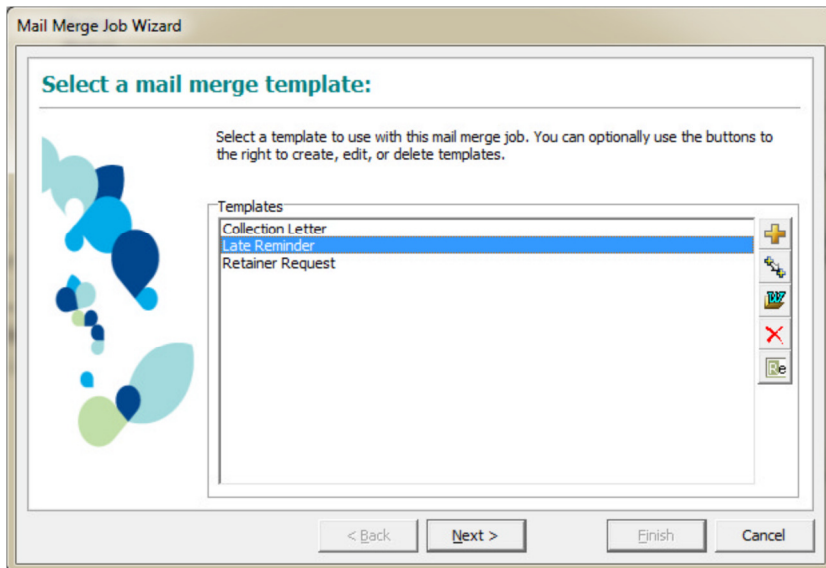 Mail Merge Job Wizard
Select a mail merge template:
Select a template to use with this mail merge job. You can optionally use the buttons to
the right to create, edit, or delete templates.
Templates
Collection Letter
Late Reminder
Retainer Request
W
Re
< Back
Next >
Finish
Cancel